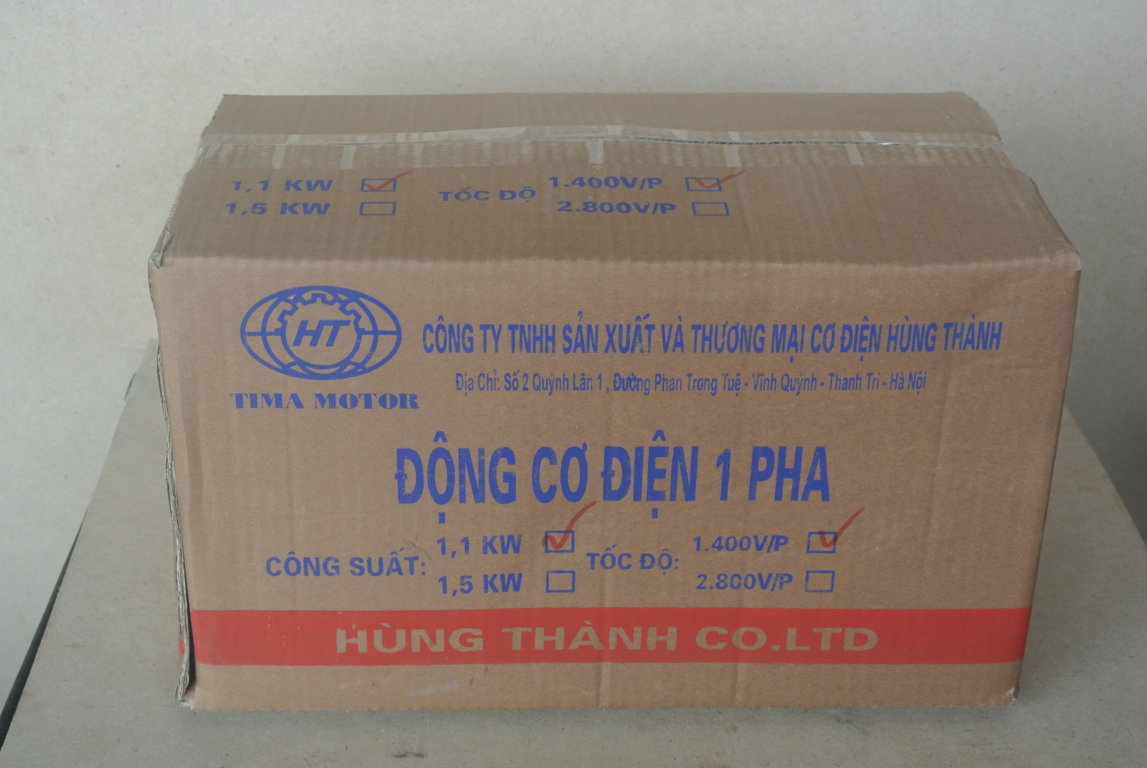 1,1 KW
1,5 KW
TỐC ĐỘ
1.400V/P
2.800V/P
HT
TIMA MOTOR
CÔNG TY TNHH SẢN XUẤT VÀ THƯƠNG MẠI CƠ ĐIỆN HÙNG THÀNH
Địa Chỉ: Số 2 Quỳnh Lân 1, Đường Phan Trọng Tuệ - Vĩnh Quỳnh - Thanh Trì - Hà Nội
ĐỘNG CƠ ĐIỆN 1 PHA
CÔNG SUẤT:
1,1 KW
1,5 KW
TỐC ĐỘ:
1.400V/P
2.800V/P
HÙNG THÀNH CO.LTD